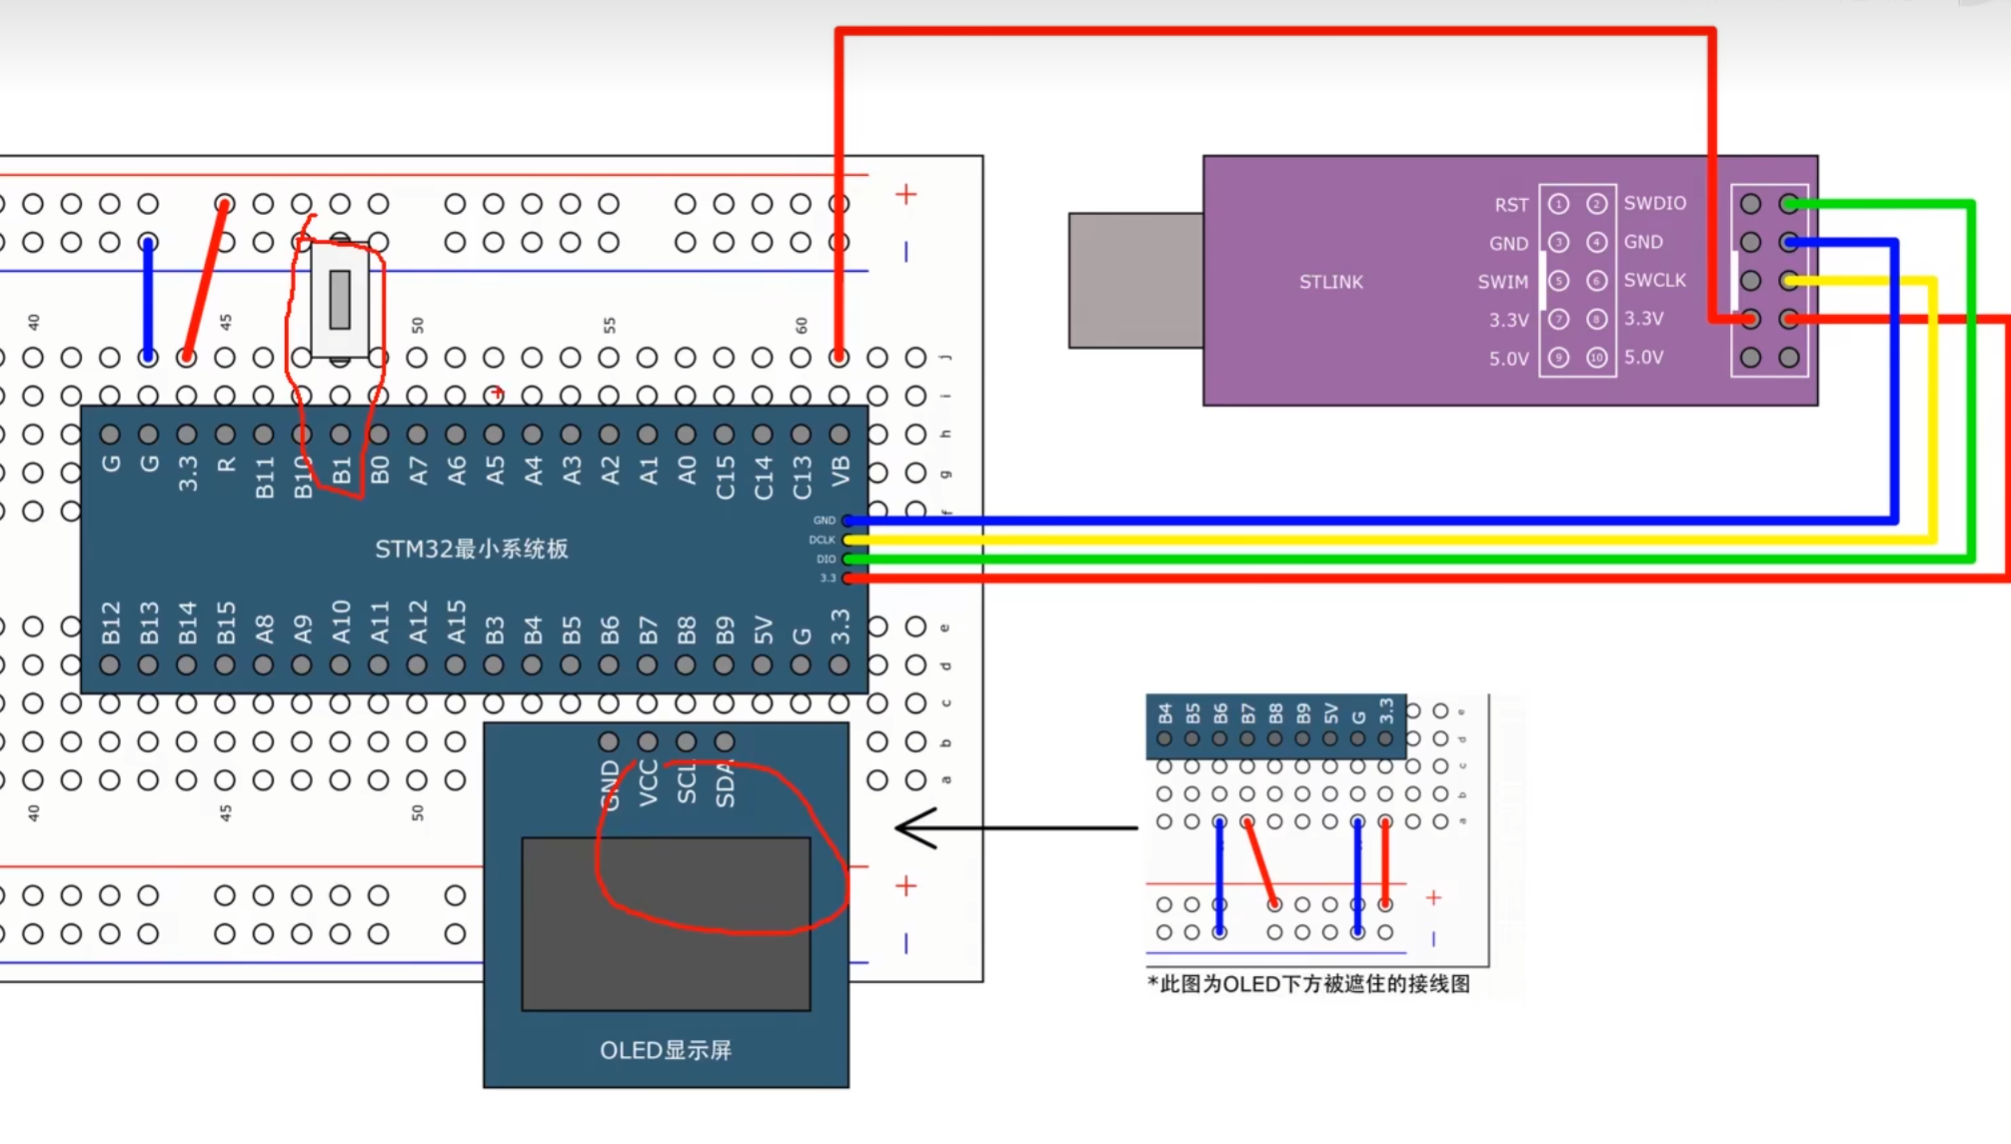 +
−
40
45
50
55
60
j
i
h
g
f
G G 3.3 R B11 B10 B1 B0 A7 A6 A5 A4 A3 A2 A1 A0 C15 C14 C13 VB
GND
DCLK
DIO
3.3
STM32最小系统板
B12 B13 B14 B15 A8 A9 A10 A11 A12 A15 B3 B4 B5 B6 B7 B8 B9 5V G 3.3
e
d
c
b
a
GND VCC SCL SDA
40
45
50
+
−
OLED显示屏
STLINK
RST 1 2 SWDIO
GND 3 4 GND
SWIM 5 6 SWCLK
3.3V 7 8 3.3V
5.0V 9 10 5.0V
B4 B5 B6 B7 B8 B9 5V G 3.3
e
d
c
b
a
+
−
*此图为OLED下方被遮住的接线图